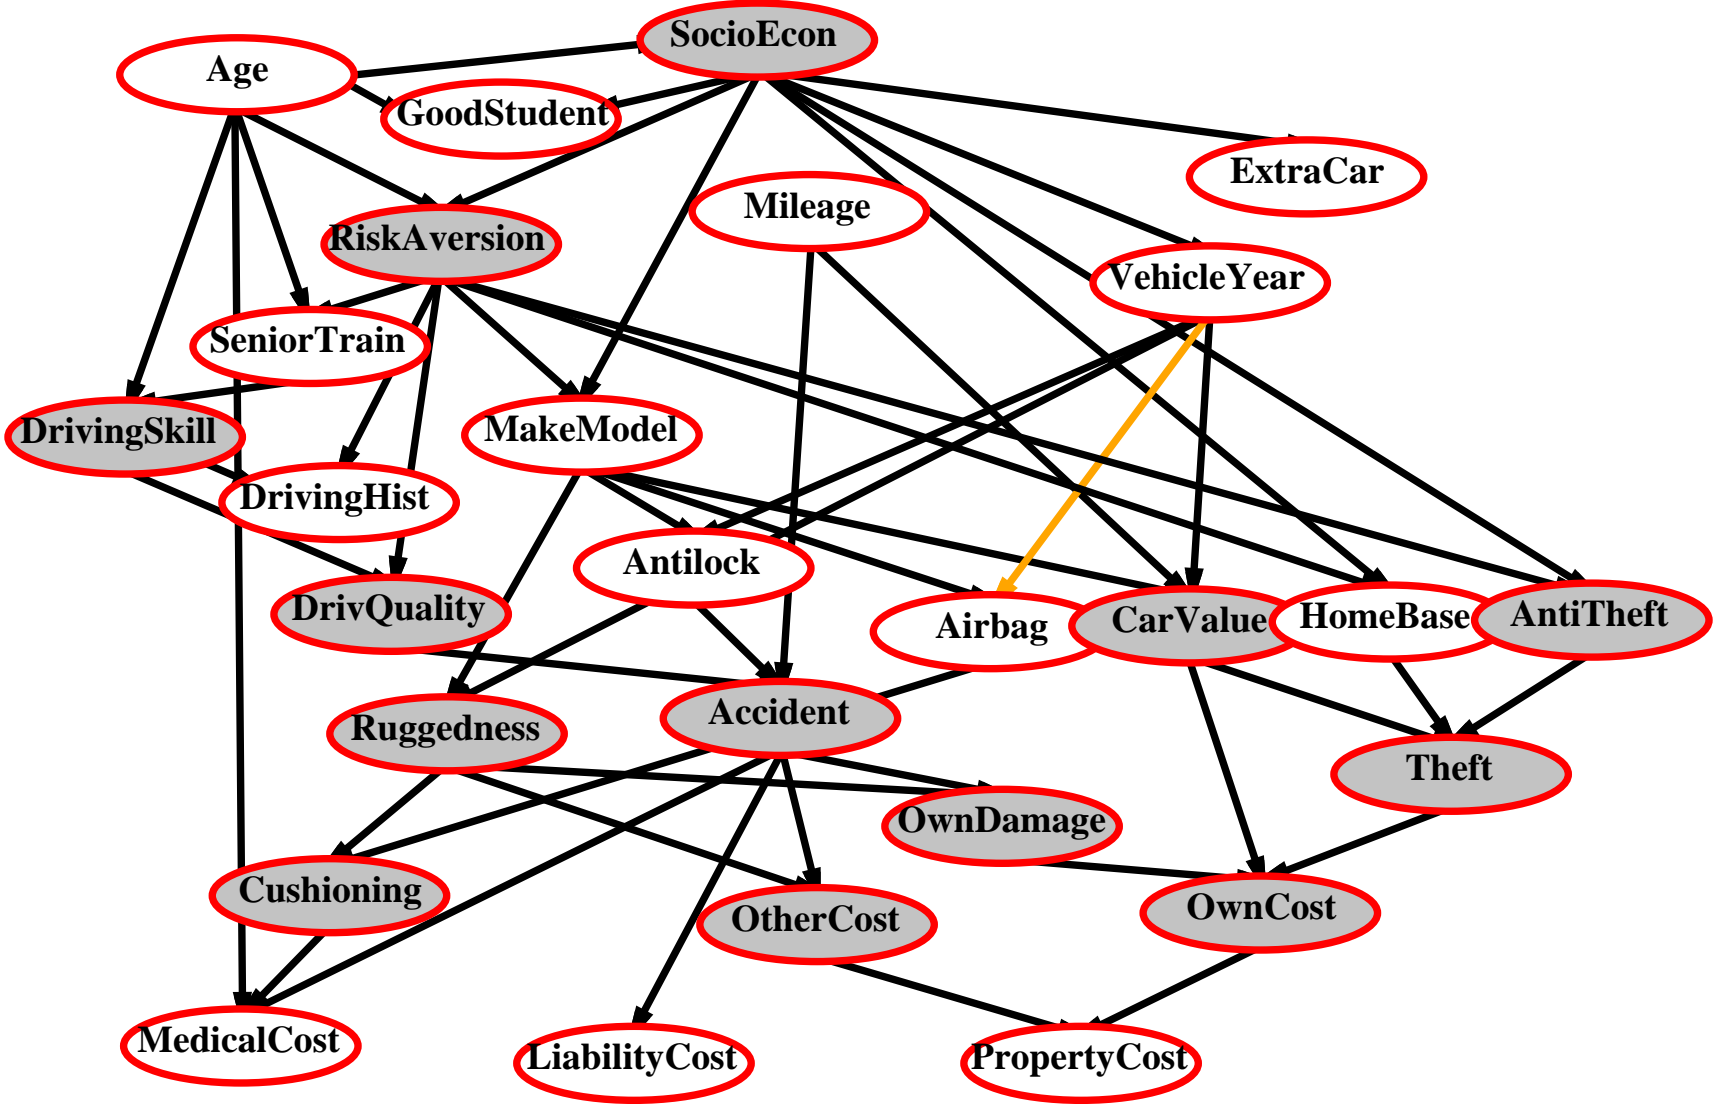 SocioEcon
Age
GoodStudent
ExtraCar
Mileage
RiskAversion
VehicleYear
SeniorTrain
DrivingSkill
MakeModel
DrivingHist
Antilock
DrivQuality
Airbag
CarValue
HomeBase
AntiTheft
Ruggedness
Accident
Theft
OwnDamage
Cushioning
OtherCost
OwnCost
MedicalCost
LiabilityCost
PropertyCost